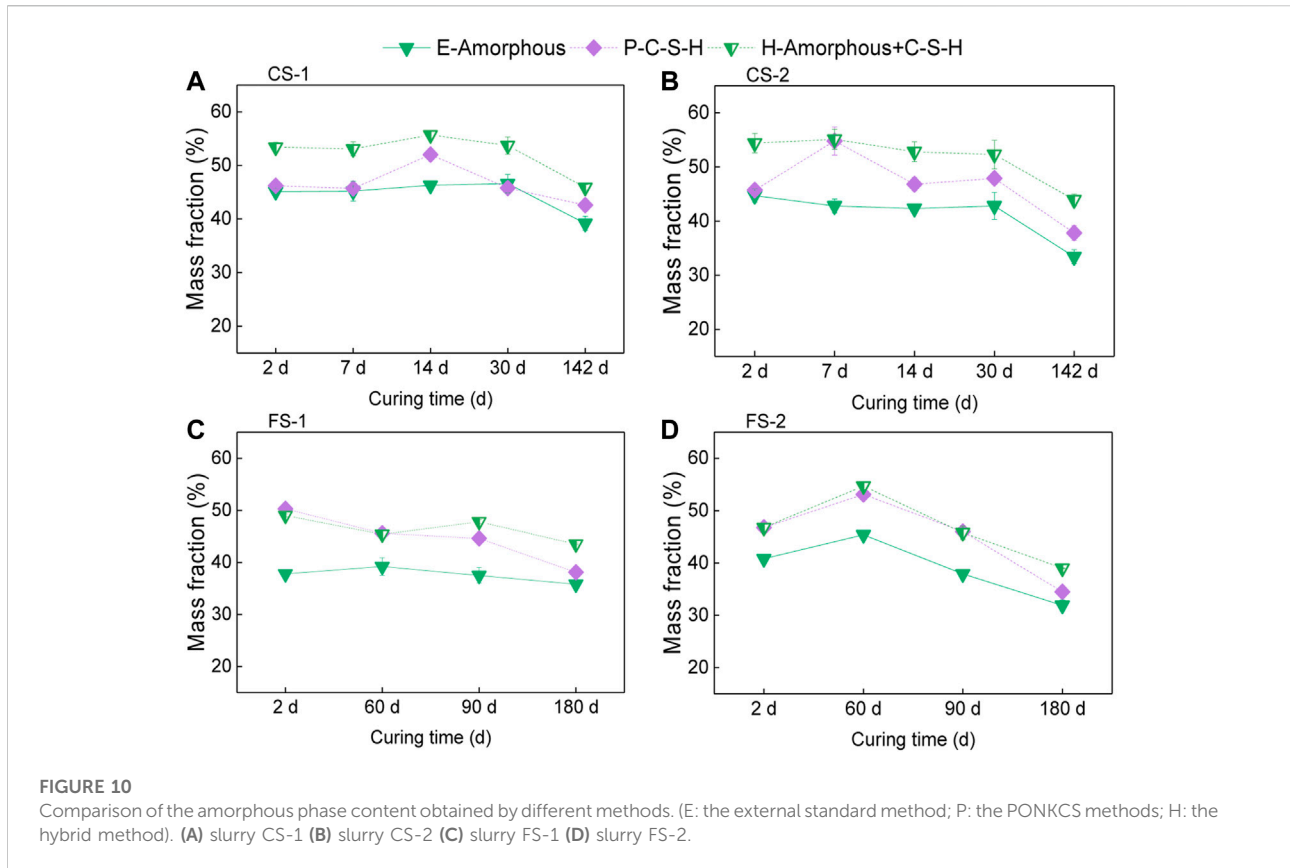 E-Amorphous P-C-S-H H-Amorphous+C-S-H
A CS-1
Mass fraction (%)
60
50
40
30
20
2 d 7 d 14 d 30 d 142 d
Curing time (d)
B CS-2
Mass fraction (%)
60
50
40
30
20
2 d 7 d 14 d 30 d 142 d
Curing time (d)
C FS-1
Mass fraction (%)
60
50
40
30
20
2 d 60 d 90 d 180 d
Curing time (d)
D FS-2
Mass fraction (%)
60
50
40
30
20
2 d 60 d 90 d 180 d
Curing time (d)
FIGURE 10
Comparison of the amorphous phase content obtained by different methods. (E: the external standard method; P: the PONKCS methods; H: the
hybrid method). (A) slurry CS-1 (B) slurry CS-2 (C) slurry FS-1 (D) slurry FS-2.